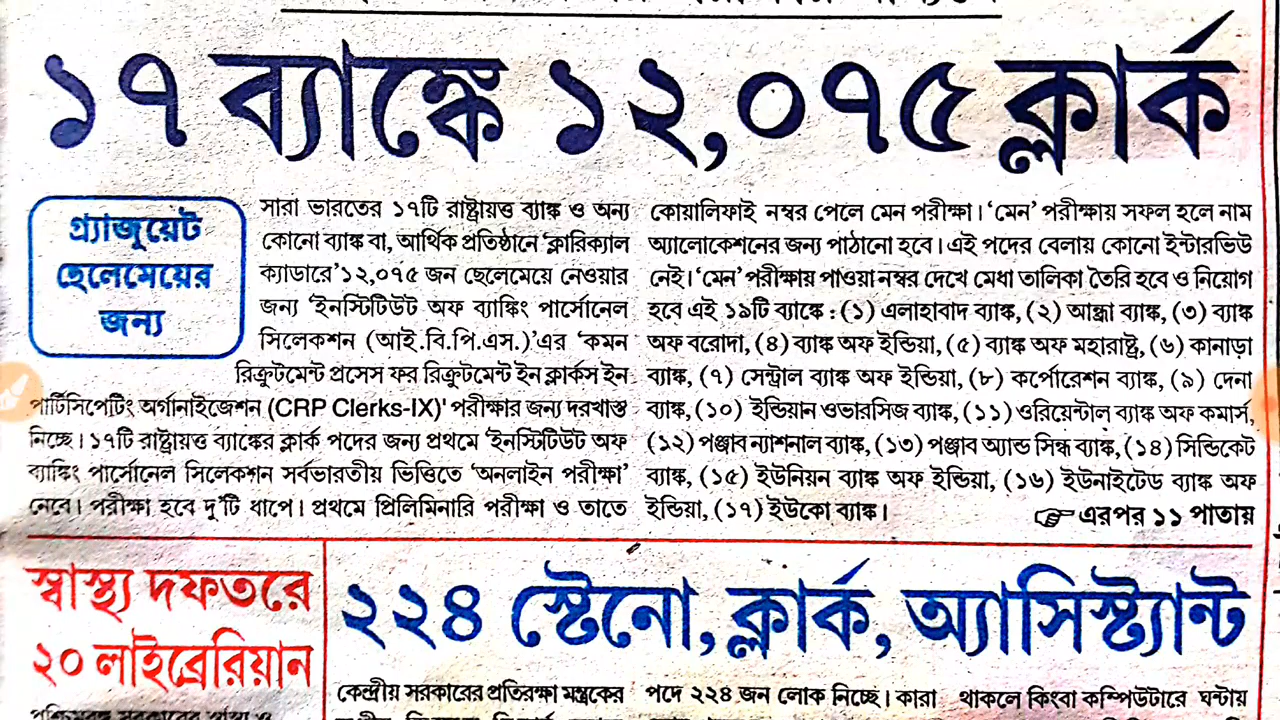 ১৭ ব্যাঙ্কে ১২,০৭৫ ক্লার্ক
গ্র্যাজুয়েট
ছেলেমেয়ের
জন্য
সারা ভারতের ১৭টি রাষ্ট্রায়ত্ত ব্যাঙ্ক ও অন্য
কোনো ব্যাঙ্ক বা, আর্থিক প্রতিষ্ঠানে 'ক্লারিক্যাল
ক্যাডারে' ১২,০৭৫ জন ছেলেমেয়ে নেওয়ার
জন্য 'ইনস্টিটিউট অফ ব্যাঙ্কিং পার্সোনেল
সিলেকশন (আই.বি.পি.এস.)'এর 'কমন
রিক্রুটমেন্ট প্রসেস ফর রিক্রুটমেন্ট ইন ক্লার্কস ইন
পার্টিসিপেটিং অর্গানাইজেশন (CRP Clerks-IX)' পরীক্ষার জন্য দরখাস্ত
নিচ্ছে। ১৭টি রাষ্ট্রায়ত্ত ব্যাঙ্কের ক্লার্ক পদের জন্য প্রথমে 'ইনস্টিটিউট অফ
ব্যাঙ্কিং পার্সোনেল সিলেকশন সর্বভারতীয় ভিত্তিতে 'অনলাইন পরীক্ষা'
নেবে। পরীক্ষা হবে দু'টি ধাপে। প্রথমে প্রিলিমিনারি পরীক্ষা ও তাতে
কোয়ালিফাই নম্বর পেলে মেন পরীক্ষা। 'মেন' পরীক্ষায় সফল হলে নাম
অ্যালোকেশনের জন্য পাঠানো হবে। এই পদের বেলায় কোনো ইন্টারভিউ
নেই। 'মেন' পরীক্ষায় পাওয়া নম্বর দেখে মেধা তালিকা তৈরি হবে ও নিয়োগ
হবে এই ১৯টি ব্যাঙ্কে : (১) এলাহাবাদ ব্যাঙ্ক, (২) আন্ধ্রা ব্যাঙ্ক, (৩) ব্যাঙ্ক
অফ বরোদা, (৪) ব্যাঙ্ক অফ ইন্ডিয়া, (৫) ব্যাঙ্ক অফ মহারাষ্ট্র, (৬) কানাড়া
ব্যাঙ্ক, (৭) সেন্ট্রাল ব্যাঙ্ক অফ ইন্ডিয়া, (৮) কর্পোরেশন ব্যাঙ্ক, (৯) দেনা
ব্যাঙ্ক, (১০) ইন্ডিয়ান ওভারসিজ ব্যাঙ্ক, (১১) ওরিয়েন্টাল ব্যাঙ্ক অফ কমার্স,
(১২) পঞ্জাব ন্যাশনাল ব্যাঙ্ক, (১৩) পঞ্জাব অ্যান্ড সিন্ধ ব্যাঙ্ক, (১৪) সিন্ডিকেট
ব্যাঙ্ক, (১৫) ইউনিয়ন ব্যাঙ্ক অফ ইন্ডিয়া, (১৬) ইউনাইটেড ব্যাঙ্ক অফ
ইন্ডিয়া, (১৭) ইউকো ব্যাঙ্ক।
☞ এরপর ১১ পাতায়
স্বাস্থ্য দফতরে
২০ লাইব্রেরিয়ান
২২৪ স্টেনো, ক্লার্ক, অ্যাসিস্ট্যান্ট
কেন্দ্রীয় সরকারের প্রতিরক্ষা মন্ত্রকের
পদে ২২৪ জন লোক নিচ্ছে। কারা
থাকলে কিংবা কম্পিউটারে ঘন্টায়